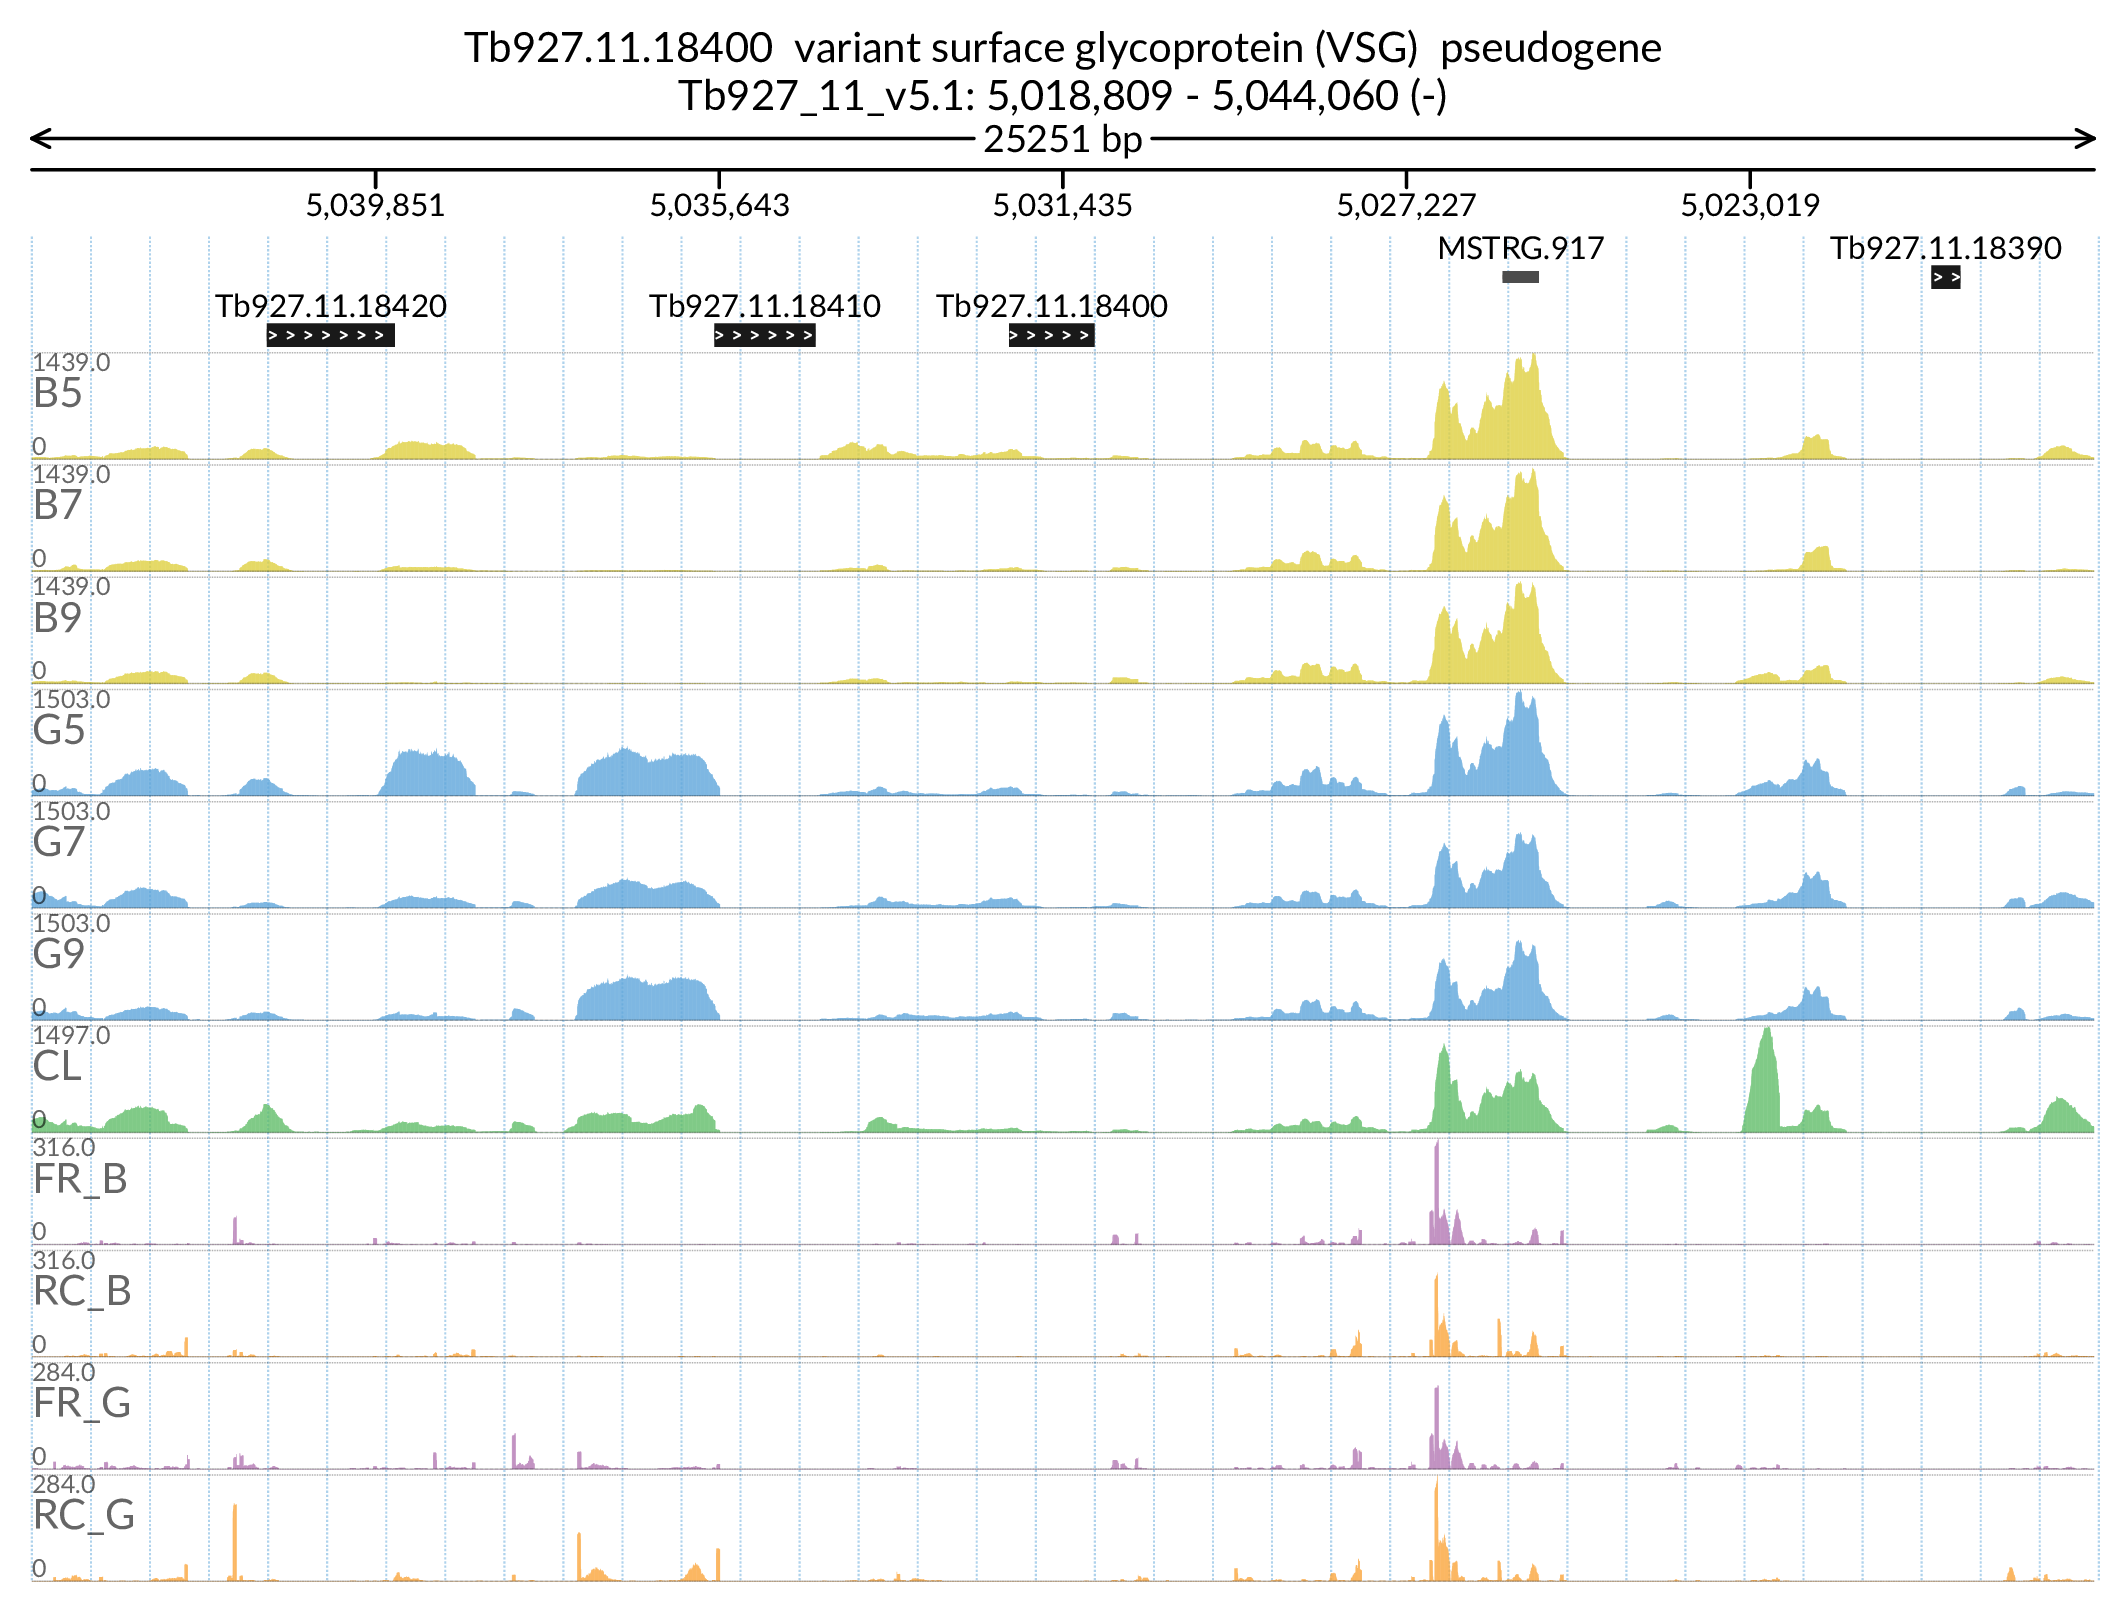 Tb927.11.18400 variant surface glycoprotein (VSG) pseudogene
Tb927_11_v5.1: 5,018,809 - 5,044,060 (-)
25251 bp
5,039,851 5,035,643 5,031,435 5,027,227 5,023,019
MSTRG.917 Tb927.11.18390
> >
Tb927.11.18420 Tb927.11.18410 Tb927.11.18400
> > > > > > > > > > > > > > > > > >
1439.0
B5
0
1439.0
B7
0
1439.0
B9
0
1503.0
G5
0
1503.0
G7
0
1503.0
G9
0
1497.0
CL
0
316.0
FR_B
0
316.0
RC_B
0
284.0
FR_G
0
284.0
RC_G
0